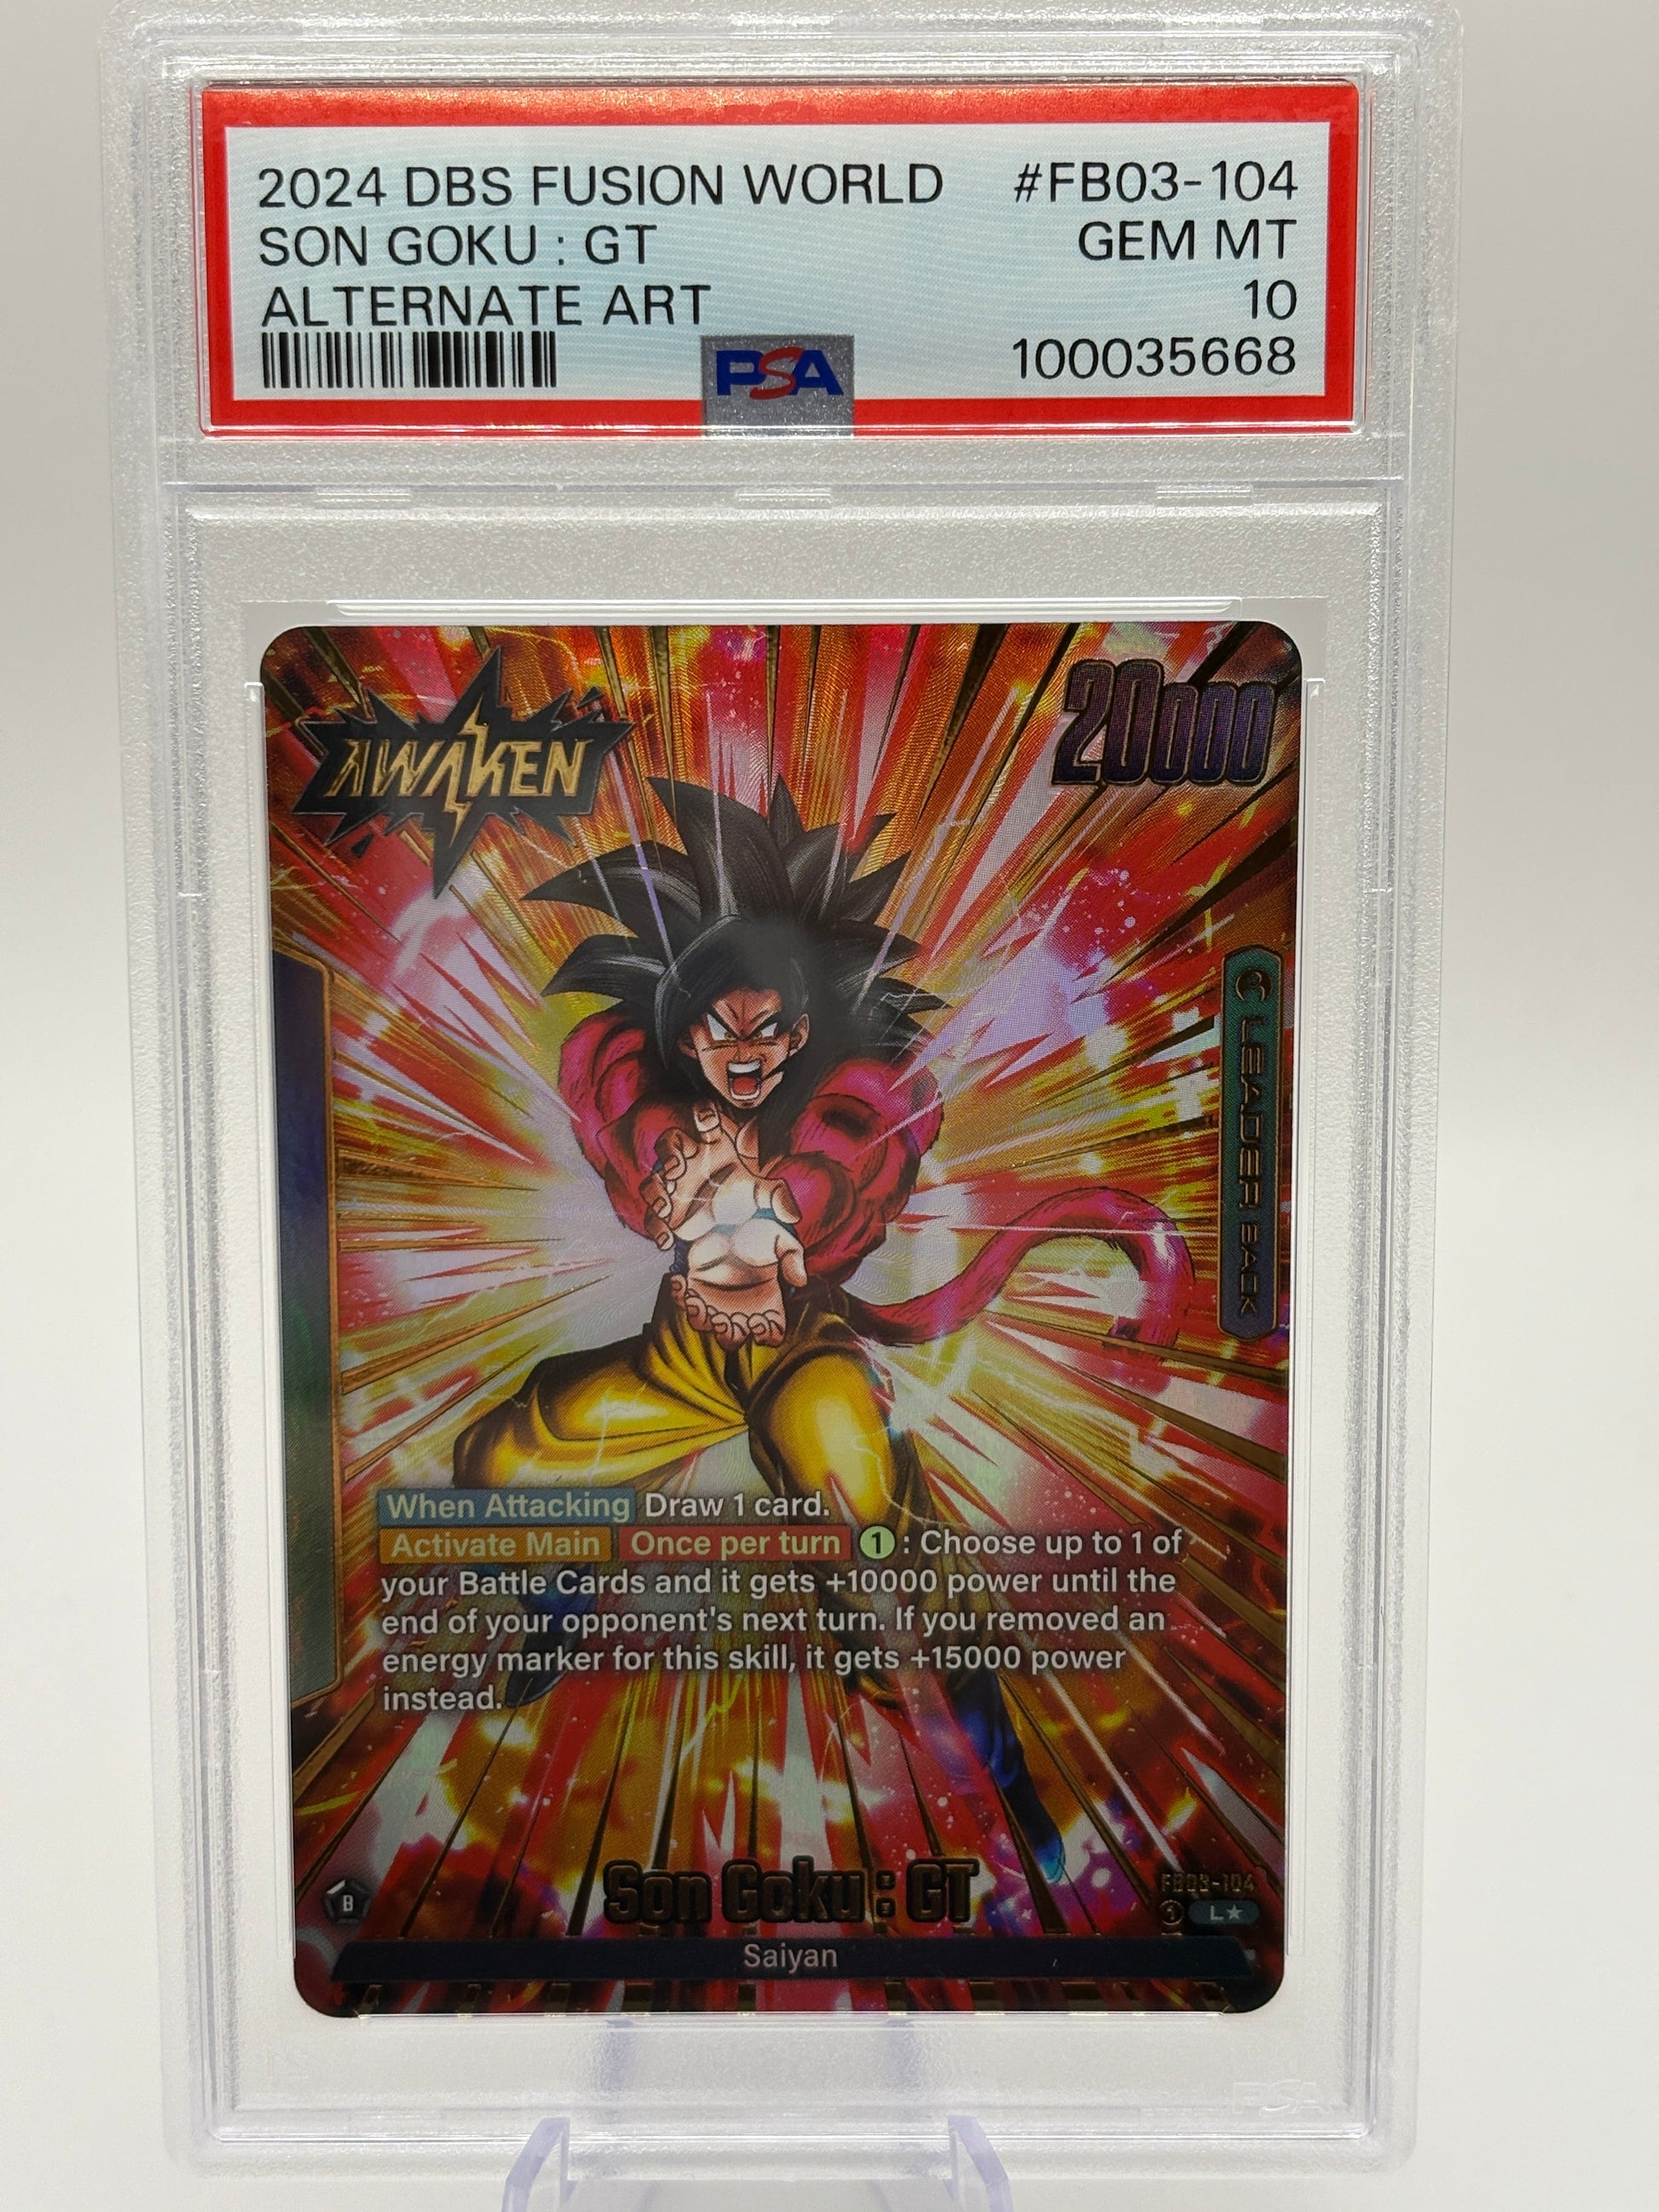 2024 DBS FUSION WORLD #FB03-104
SON GOKU : GT GEM MT
ALTERNATE ART 10
PSA 100035668
AWAKEN
20000
LEADER BACK
When Attacking Draw 1 card.
Activate Main Once per turn 1 : Choose up to 1 of
your Battle Cards and it gets +10000 power until the
end of your opponent's next turn. If you removed an
energy marker for this skill, it gets +15000 power
instead.
Son Goku : GT
FB03-104
B
L★
Saiyan
PSA